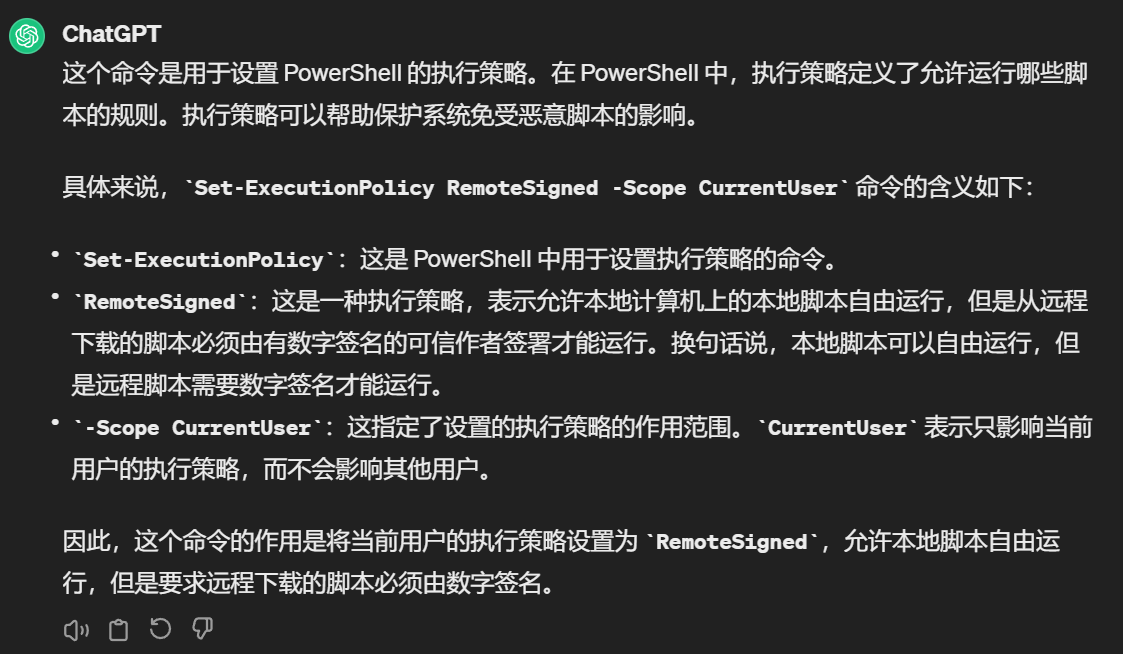 ChatGPT
这个命令是用于设置 PowerShell 的执行策略。在 PowerShell 中，执行策略定义了允许运行哪些脚
本的规则。执行策略可以帮助保护系统免受恶意脚本的影响。
具体来说，`Set-ExecutionPolicy RemoteSigned -Scope CurrentUser` 命令的含义如下：
• `Set-ExecutionPolicy`：这是 PowerShell 中用于设置执行策略的命令。
• `RemoteSigned`：这是一种执行策略，表示允许本地计算机上的本地脚本自由运行，但是从远程
下载的脚本必须由有数字签名的可信作者签署才能运行。换句话说，本地脚本可以自由运行，但
是远程脚本需要数字签名才能运行。
• `-Scope CurrentUser`：这指定了设置的执行策略的作用范围。`CurrentUser` 表示只影响当前
用户的执行策略，而不会影响其他用户。
因此，这个命令的作用是将当前用户的执行策略设置为 `RemoteSigned`，允许本地脚本自由运
行，但是要求远程下载的脚本必须由数字签名。